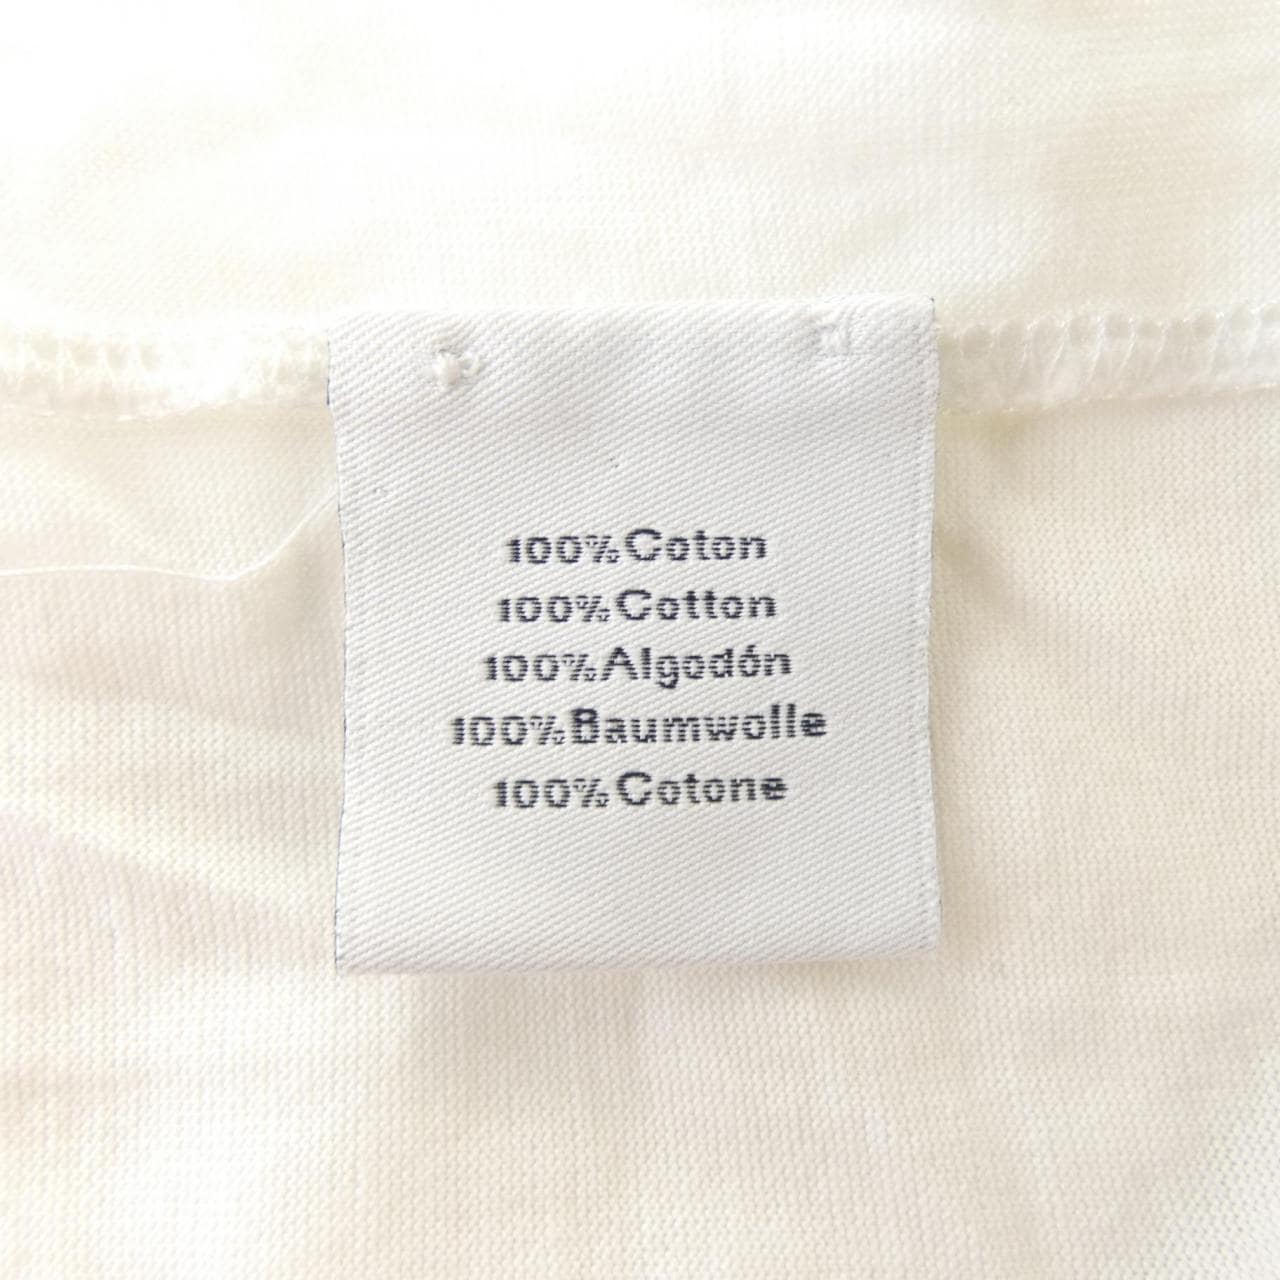 100% Coton
100% Cotton
100% Algodón
100% Baumwolle
100% Cotone